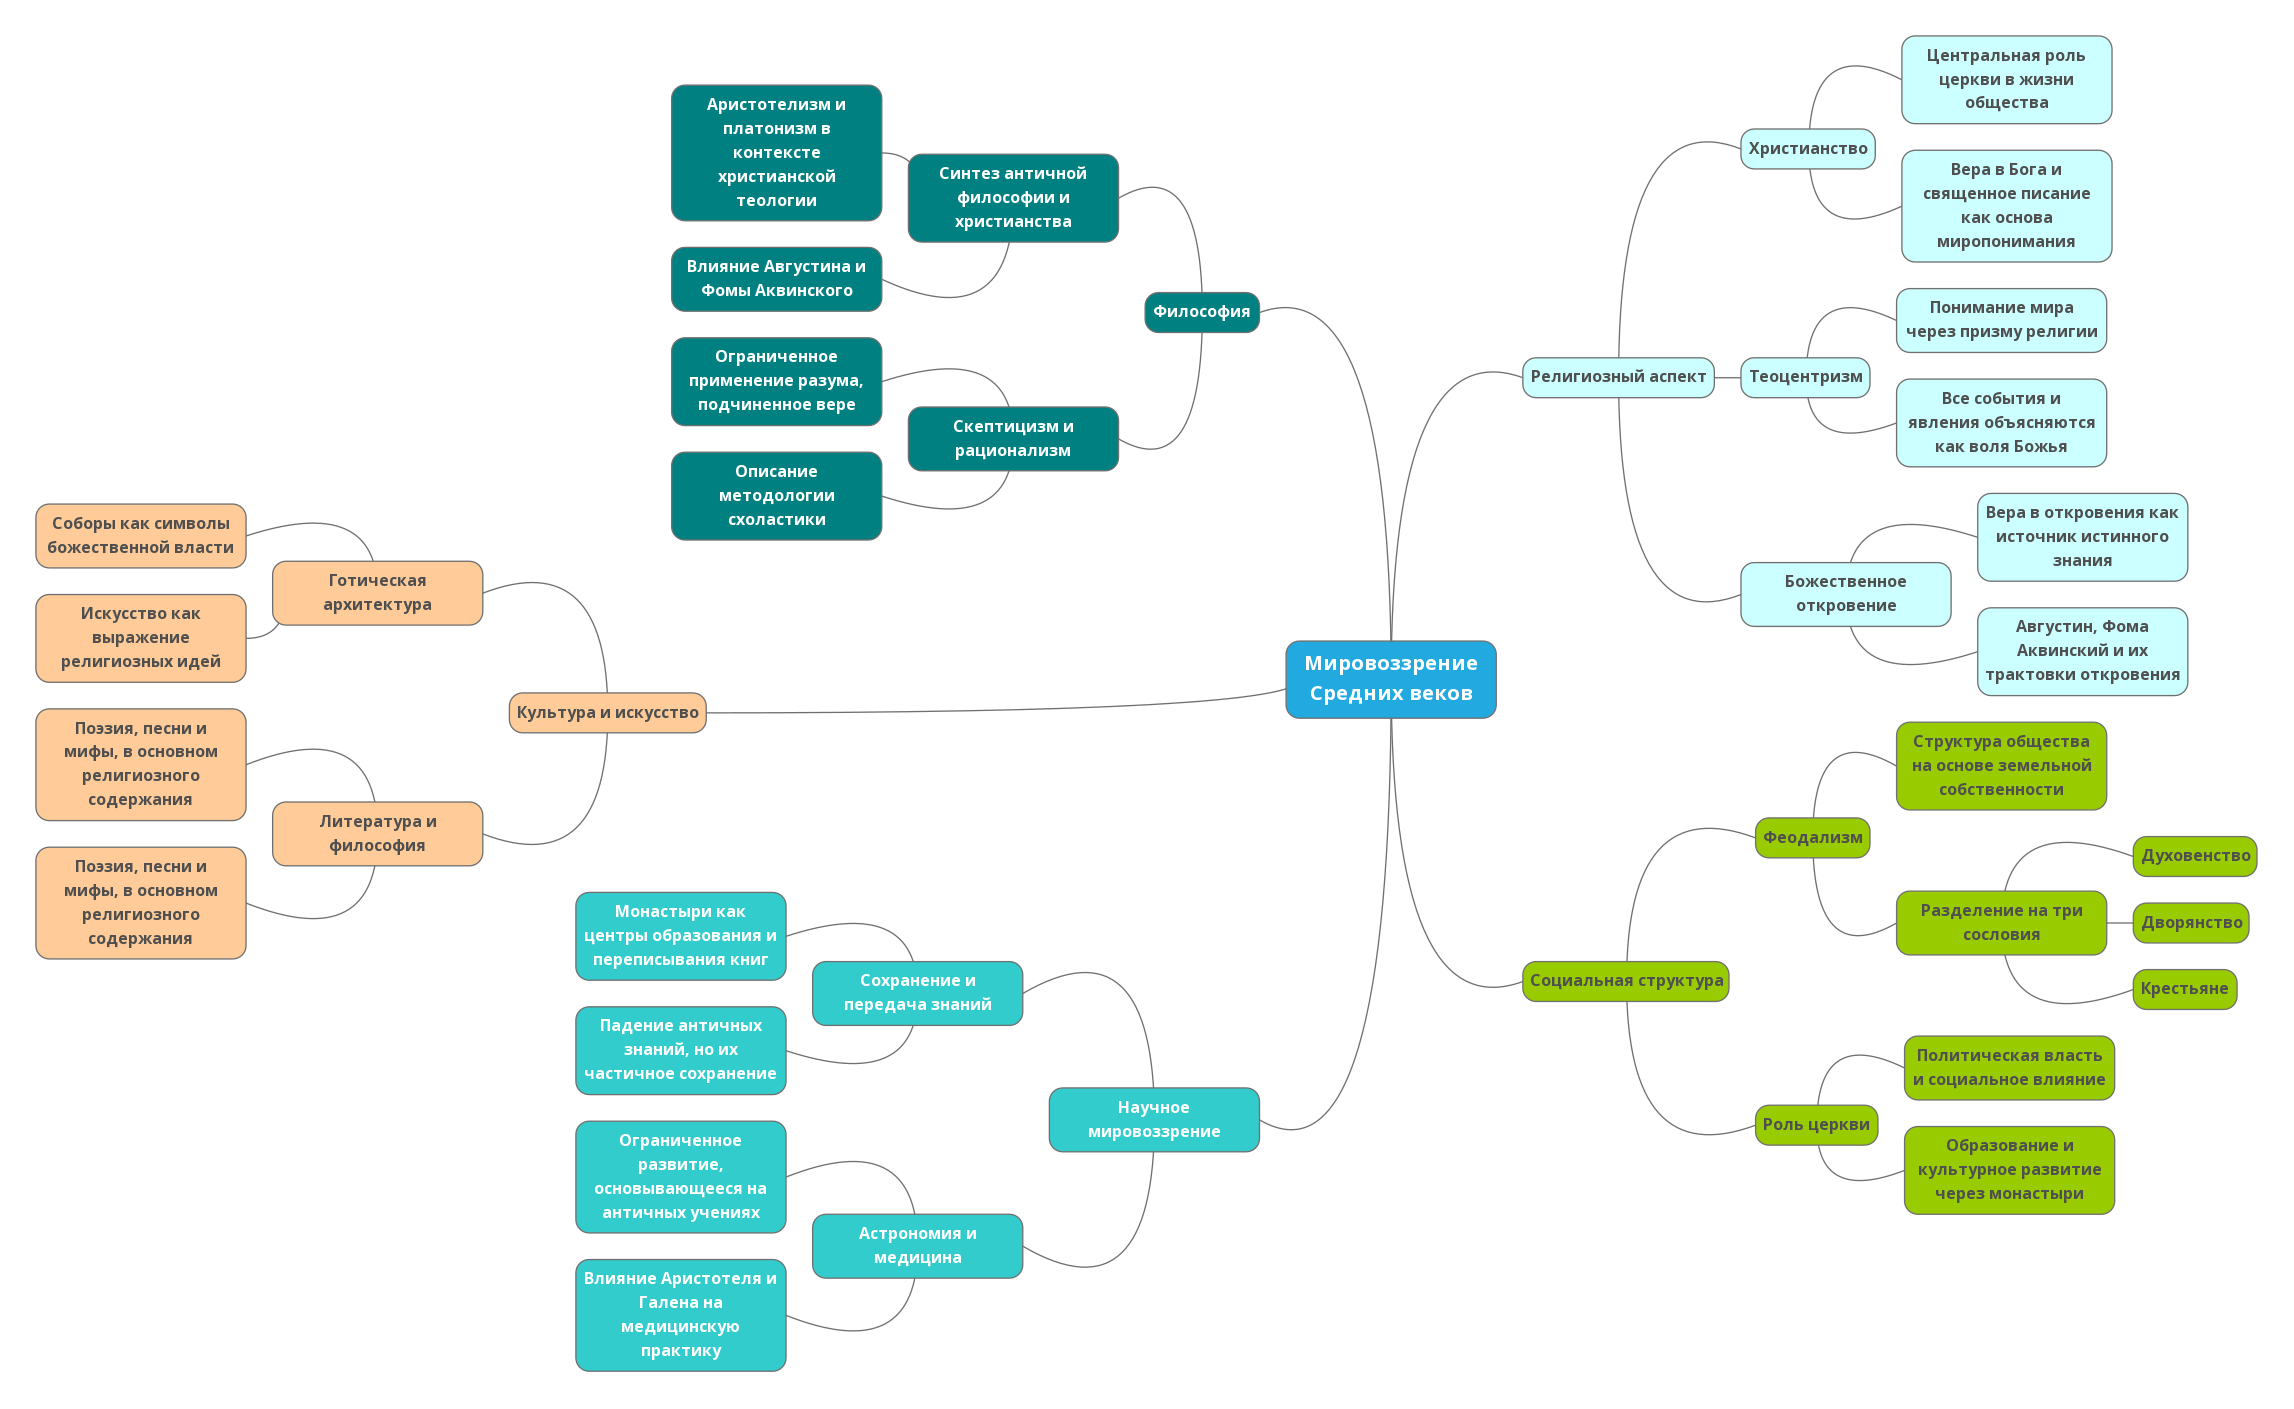 Мировоззрение
Средних веков
Религиозный аспект
Христианство
Центральная роль
церкви в жизни
общества
Вера в Бога и
священное писание
как основа
миропонимания
Теоцентризм
Понимание мира
через призму религии
Все события и
явления объясняются
как воля Божья
Божественное
откровение
Вера в откровения как
источник истинного
знания
Августин, Фома
Аквинский и их
трактовки откровения
Социальная структура
Феодализм
Структура общества
на основе земельной
собственности
Разделение на три
сословия
Духовенство
Дворянство
Крестьяне
Роль церкви
Политическая власть
и социальное влияние
Образование и
культурное развитие
через монастыри
Философия
Синтез античной
философии и
христианства
Аристотелизм и
платонизм в
контексте
христианской
теологии
Влияние Августина и
Фомы Аквинского
Скептицизм и
рационализм
Ограниченное
применение разума,
подчиненное вере
Описание
методологии
схоластики
Культура и искусство
Готическая
архитектура
Соборы как символы
божественной власти
Искусство как
выражение
религиозных идей
Литература и
философия
Поэзия, песни и
мифы, в основном
религиозного
содержания
Поэзия, песни и
мифы, в основном
религиозного
содержания
Научное
мировоззрение
Сохранение и
передача знаний
Монастыри как
центры образования и
переписывания книг
Падение античных
знаний, но их
частичное сохранение
Астрономия и
медицина
Ограниченное
развитие,
основывающееся на
античных учениях
Влияние Аристотеля и
Галена на
медицинскую
практику